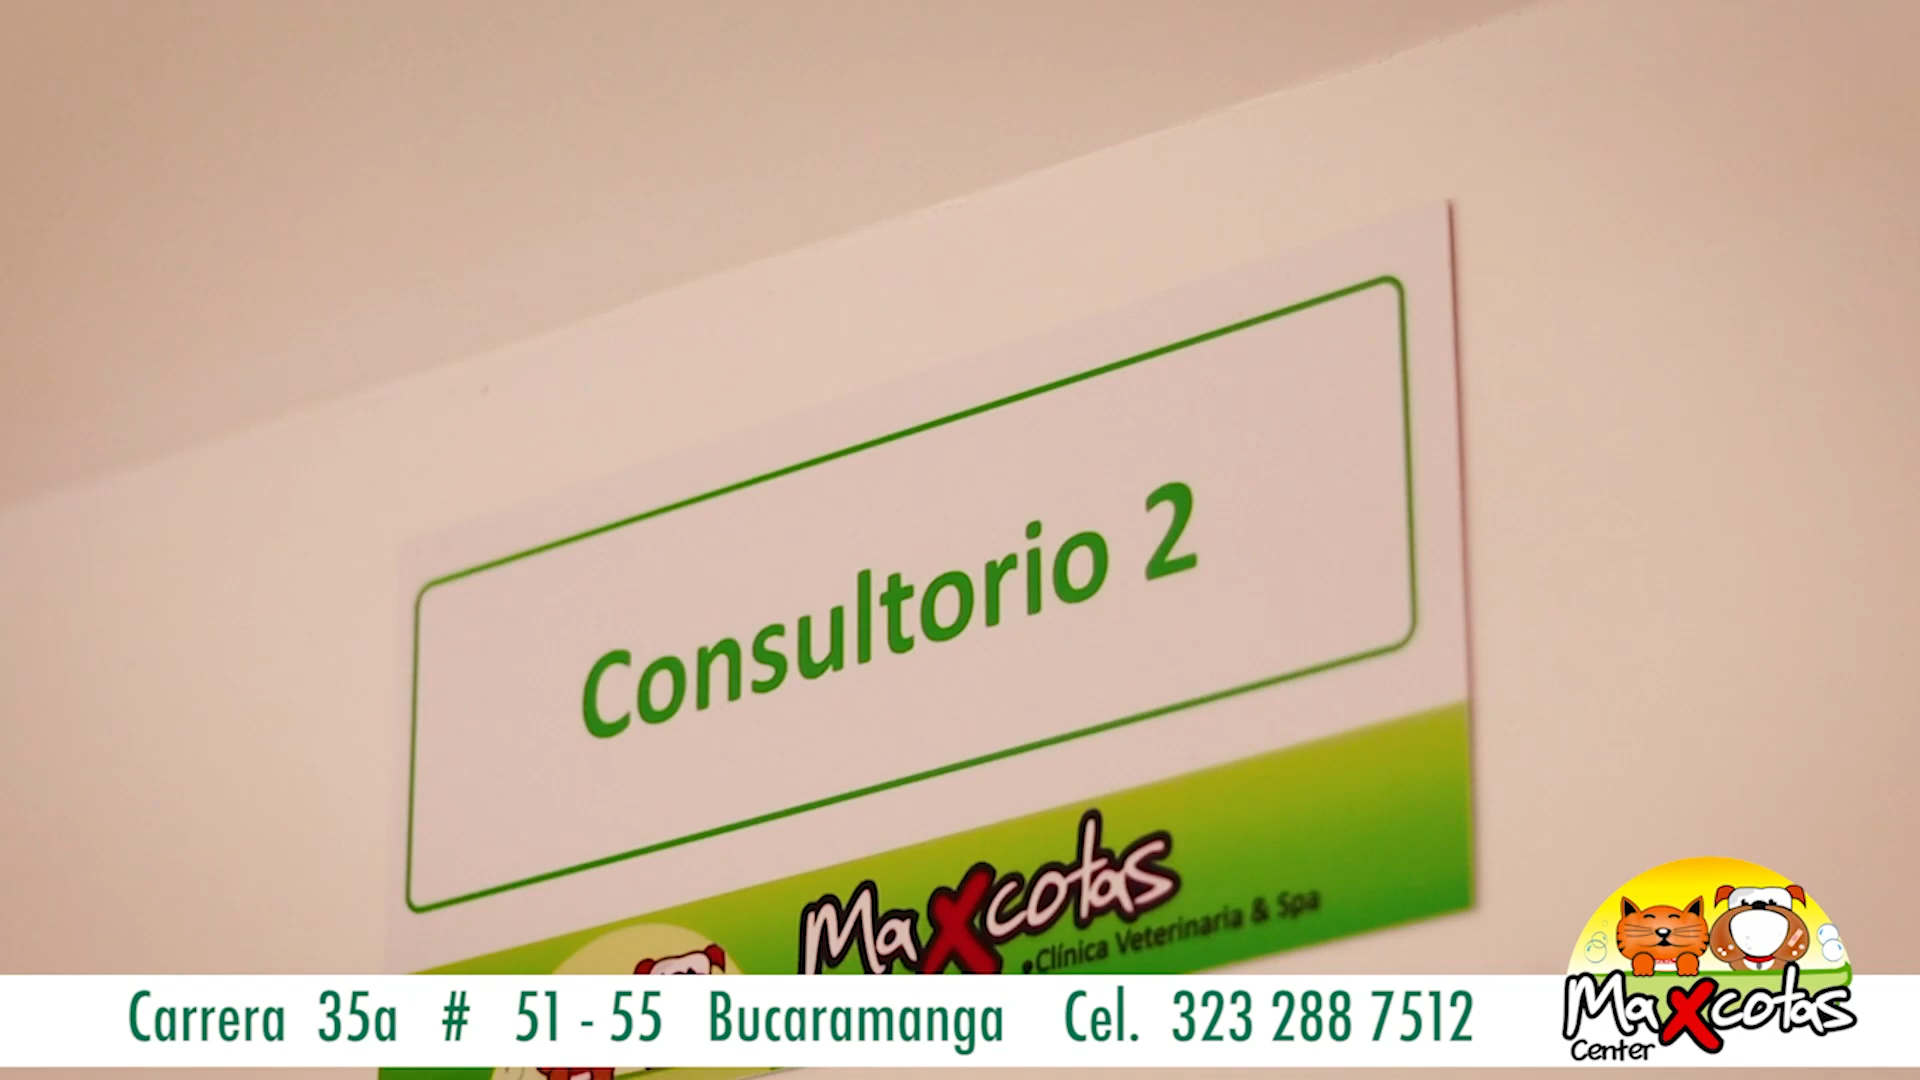 Consultorio 2
Maxcotas
•Clínica Veterinaria & Spa
Carrera 35a # 51 - 55 Bucaramanga Cel. 323 288 7512
Maxcotas
Center